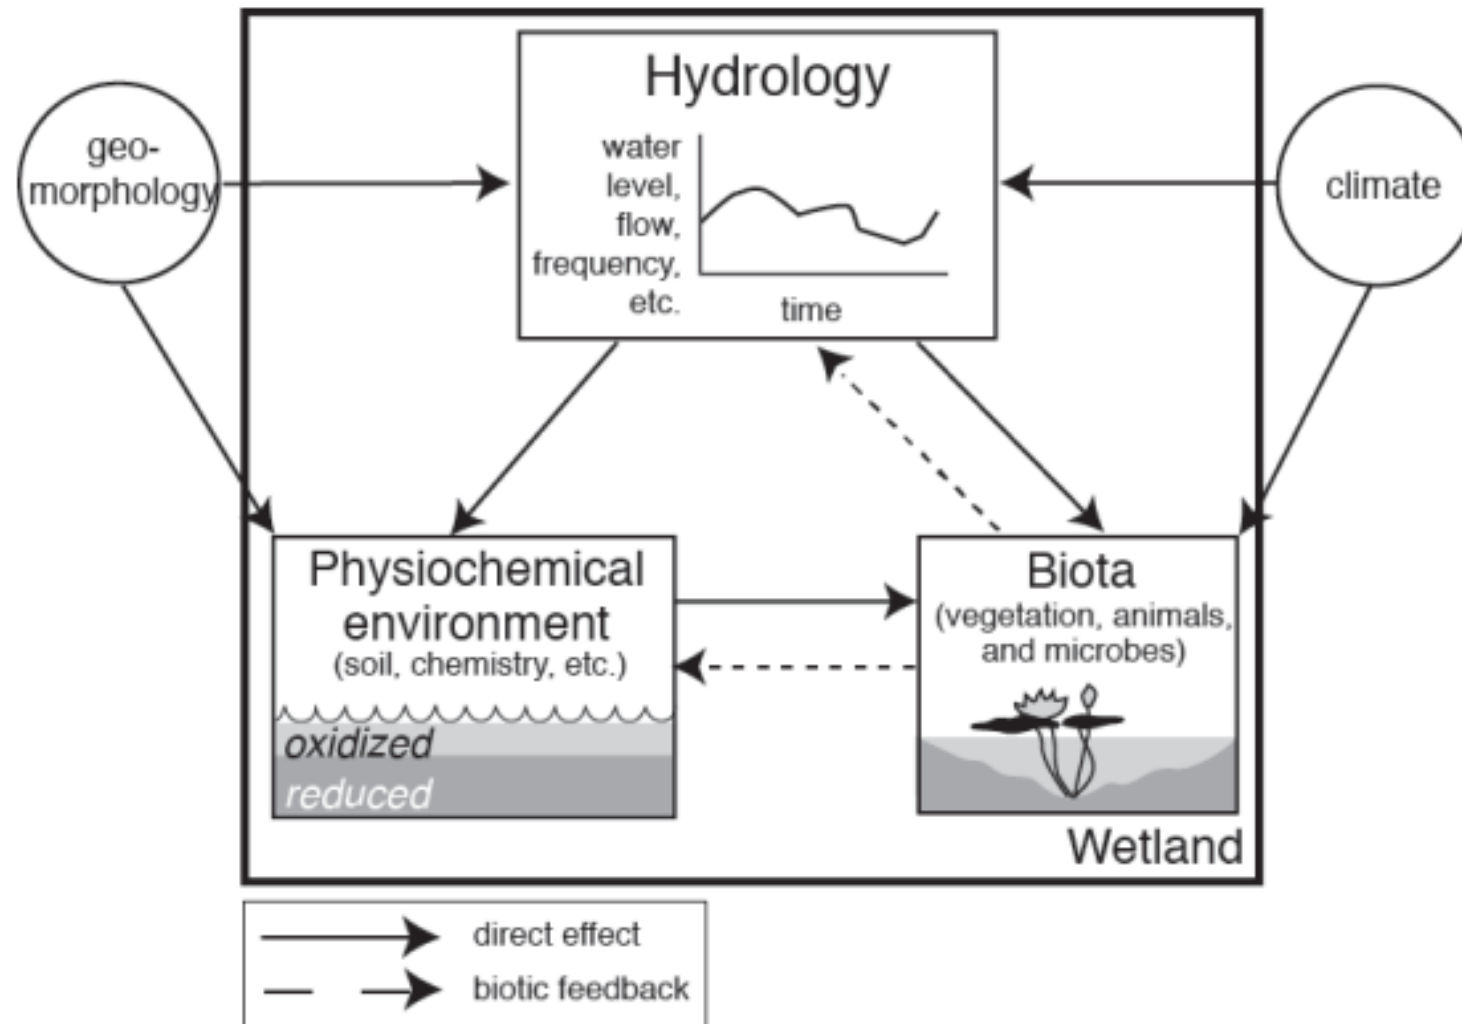 Hydrology
water
level,
flow,
frequency,
etc.
time
geo-
morphology
climate
Physiochemical
environment
(soil, chemistry, etc.)
oxidized
reduced
Biota
(vegetation, animals,
and microbes)
Wetland
direct effect
biotic feedback